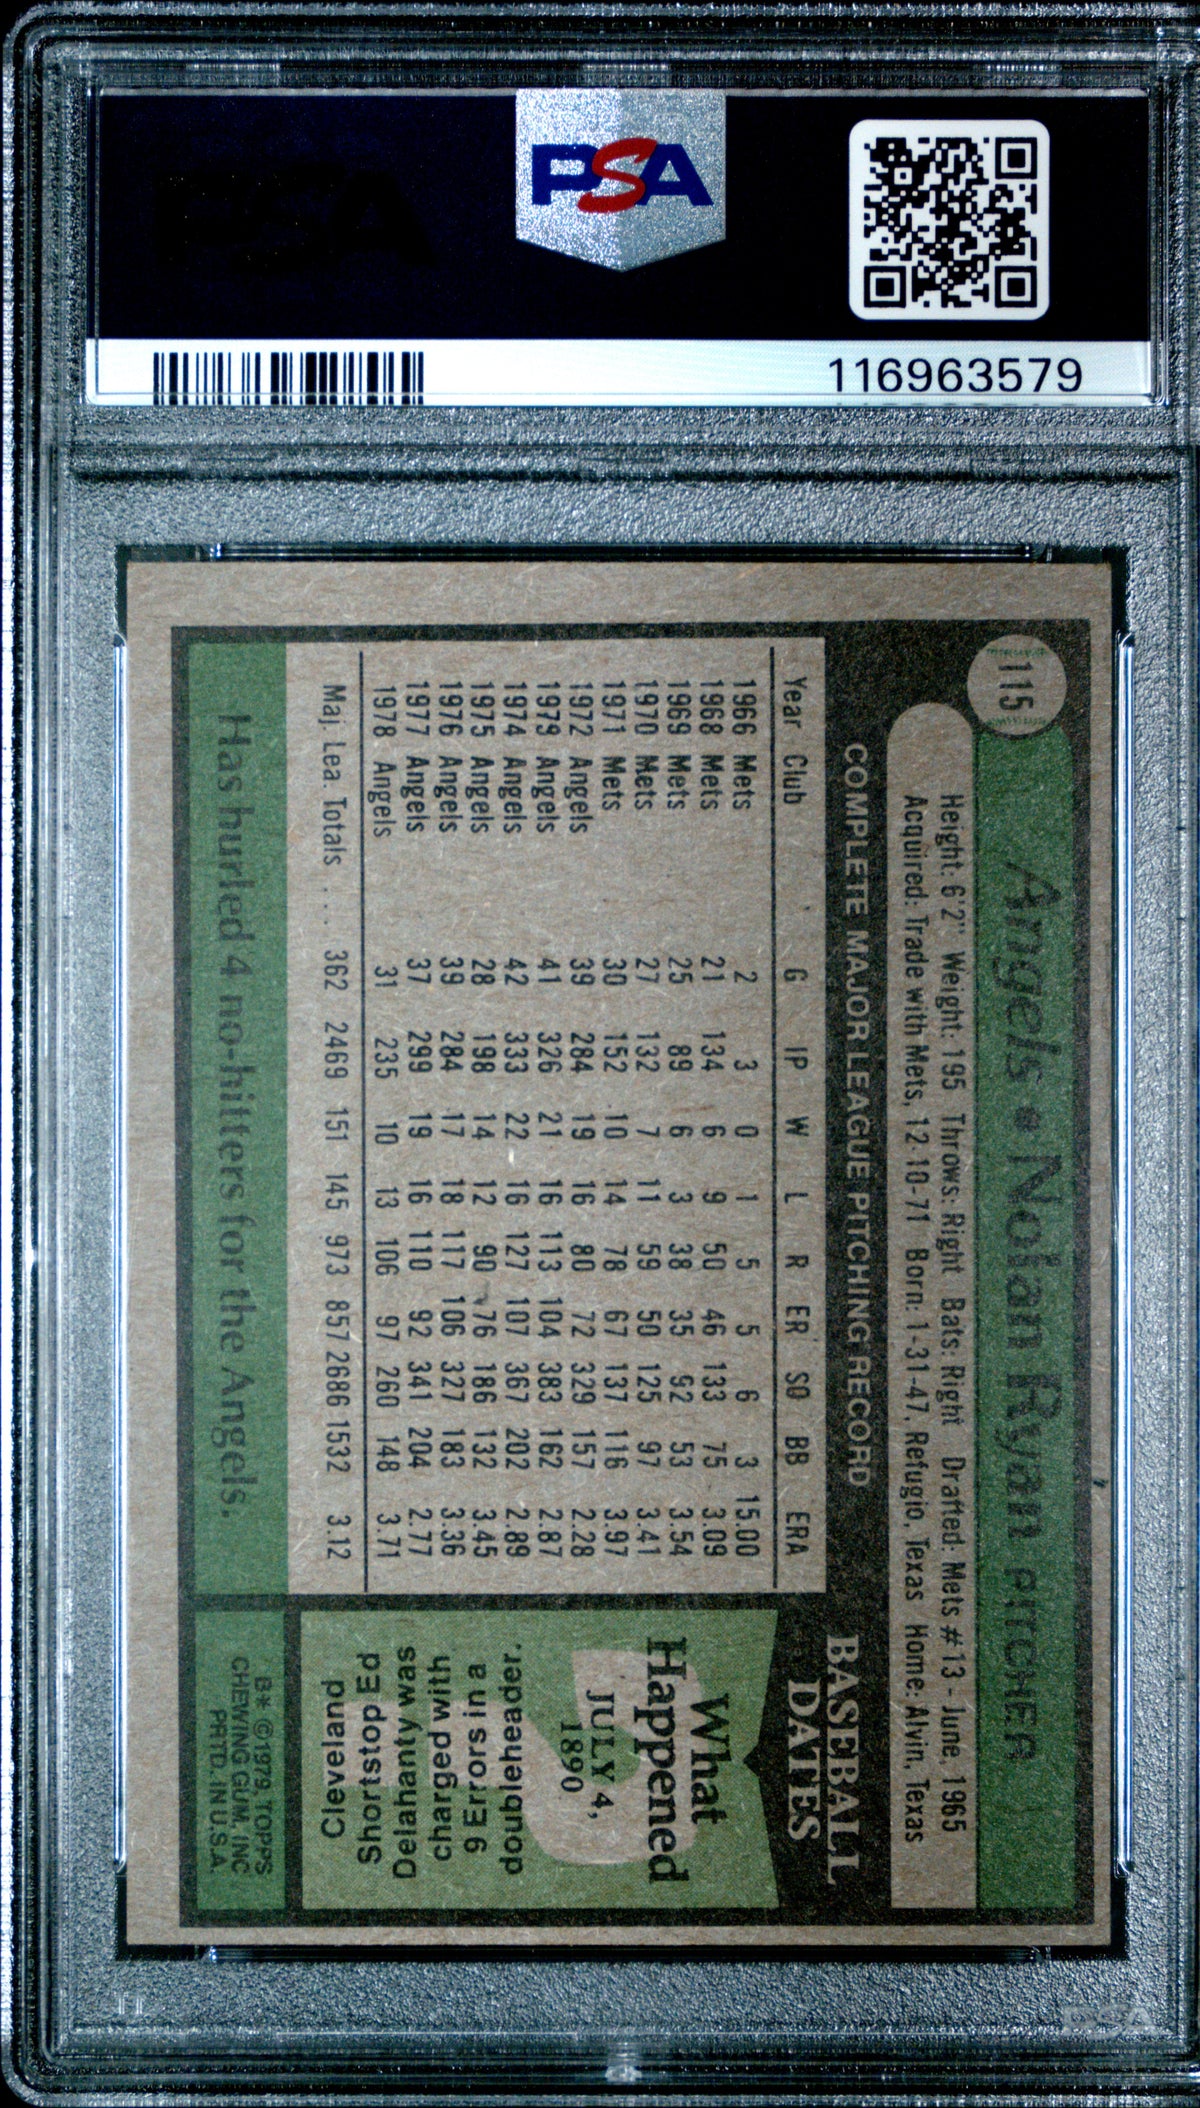 PSA
116963579
115
Angels • Nolan Ryan PITCHER
Height: 6'2" Weight: 195 Throws: Right Bats: Right Drafted: Mets #13 - June, 1965
Acquired: Trade with Mets, 12-10-71 Born: 1-31-47, Refugio, Texas Home: Alvin, Texas
COMPLETE MAJOR LEAGUE PITCHING RECORD
Year Club G IP W L R ER SO BB ERA
1966 Mets 2 3 0 1 5 5 6 3 15.00
1968 Mets 21 134 6 9 50 46 133 75 3.09
1969 Mets 25 89 6 3 38 35 92 53 3.54
1970 Mets 27 132 7 11 59 50 125 97 3.41
1971 Mets 30 152 10 14 78 67 137 116 3.97
1972 Angels 39 284 19 16 80 72 329 157 2.28
1973 Angels 41 326 21 16 113 104 383 162 2.87
1974 Angels 42 333 22 16 127 107 367 202 2.89
1975 Angels 28 198 14 12 90 76 186 132 3.45
1976 Angels 39 284 17 18 117 106 327 183 3.36
1977 Angels 37 299 19 16 110 92 341 204 2.77
1978 Angels 31 235 10 13 106 97 260 148 3.71
Maj. Lea. Totals .... 362 2469 151 145 973 857 2686 1532 3.12
Has hurled 4 no-hitters for the Angels.
BASEBALL
DATES
What
Happened
JULY 4,
1890
Cleveland
Shortstop Ed
Delahanty was
charged with
9 Errors in a
doubleheader.
B* ©1979, TOPPS
CHEWING GUM, INC
PRTD. IN U.S.A.
PSA